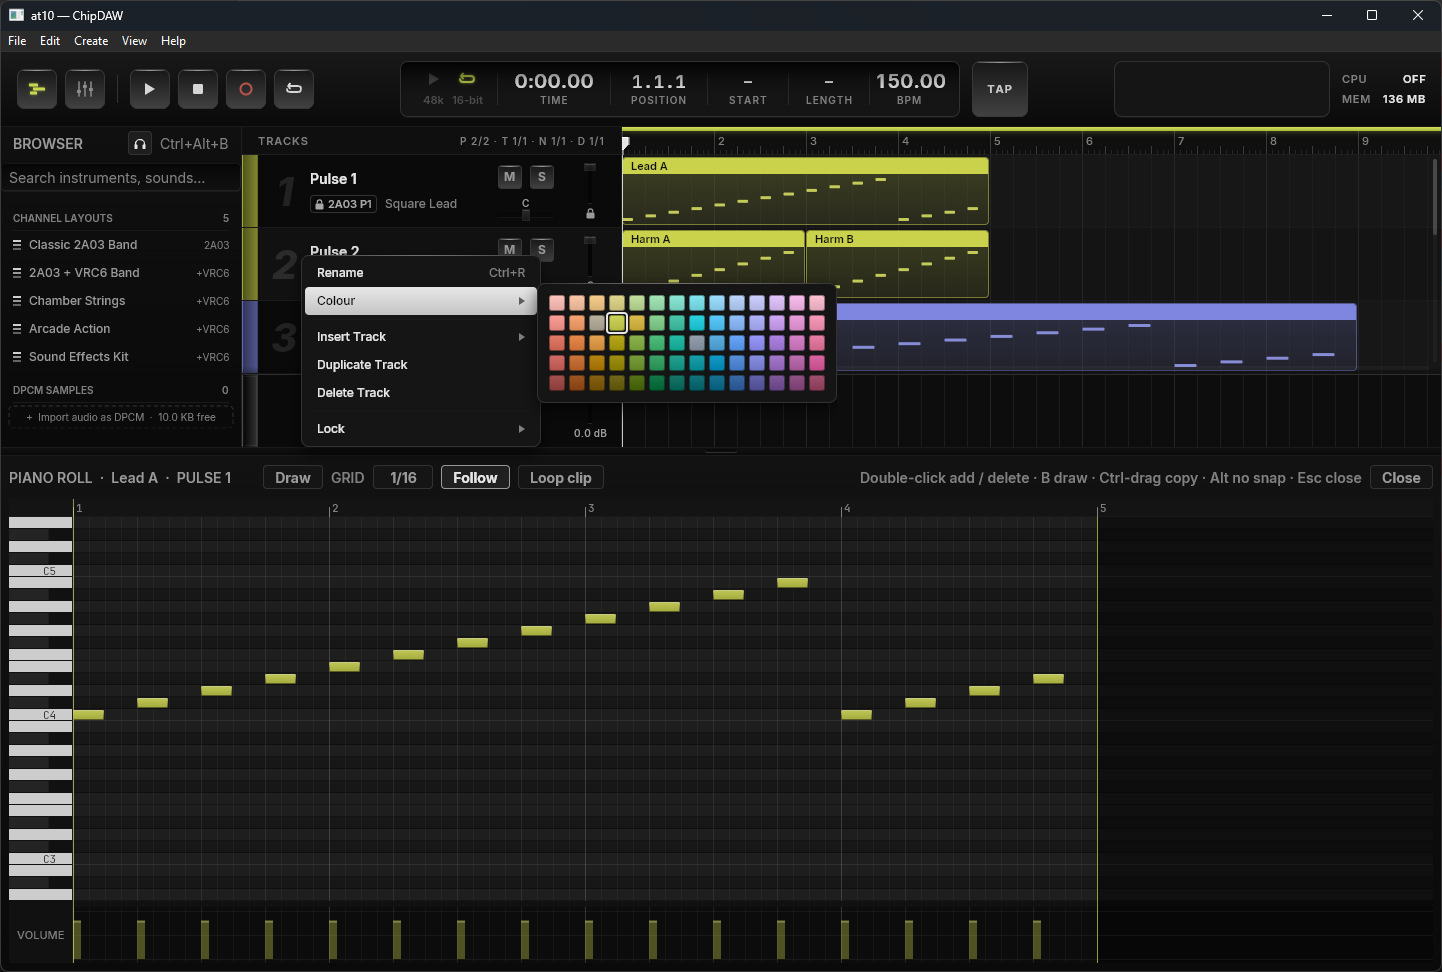 at10 — ChipDAW
File Edit Create View Help
48k 16-bit
0:00.00
TIME
1.1.1
POSITION
–
START
–
LENGTH
150.00
BPM
TAP
CPU OFF
MEM 136 MB
BROWSER Ctrl+Alt+B
Search instruments, sounds...
CHANNEL LAYOUTS 5
Classic 2A03 Band 2A03
2A03 + VRC6 Band +VRC6
Chamber Strings +VRC6
Arcade Action +VRC6
Sound Effects Kit +VRC6
DPCM SAMPLES 0
+ Import audio as DPCM · 10.0 KB free
TRACKS P 2/2 · T 1/1 · N 1/1 · D 1/1
1 Pulse 1 M S
2A03 P1 Square Lead C
2 Pulse 2 M S
3
0.0 dB
Rename Ctrl+R
Colour
Insert Track
Duplicate Track
Delete Track
Lock
2 3 4 5 6 7 8 9
Lead A
Harm A
Harm B
PIANO ROLL · Lead A · PULSE 1 Draw GRID 1/16 Follow Loop clip
Double-click add / delete · B draw · Ctrl-drag copy · Alt no snap · Esc close Close
1 2 3 4 5
C5
C4
C3
VOLUME